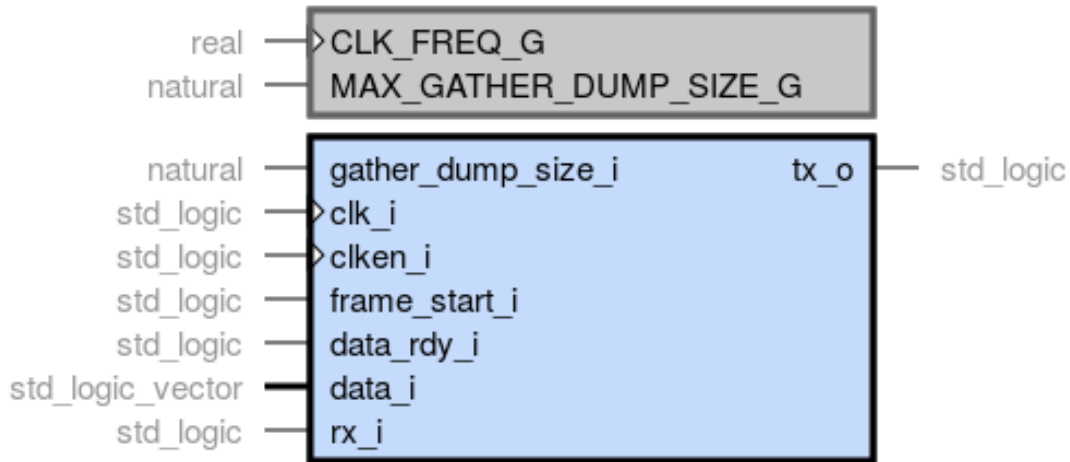 real CLK_FREQ_G
natural MAX_GATHER_DUMP_SIZE_G
natural gather_dump_size_i tx_o std_logic
std_logic clk_i
std_logic clken_i
std_logic frame_start_i
std_logic data_rdy_i
std_logic_vector data_i
std_logic rx_i